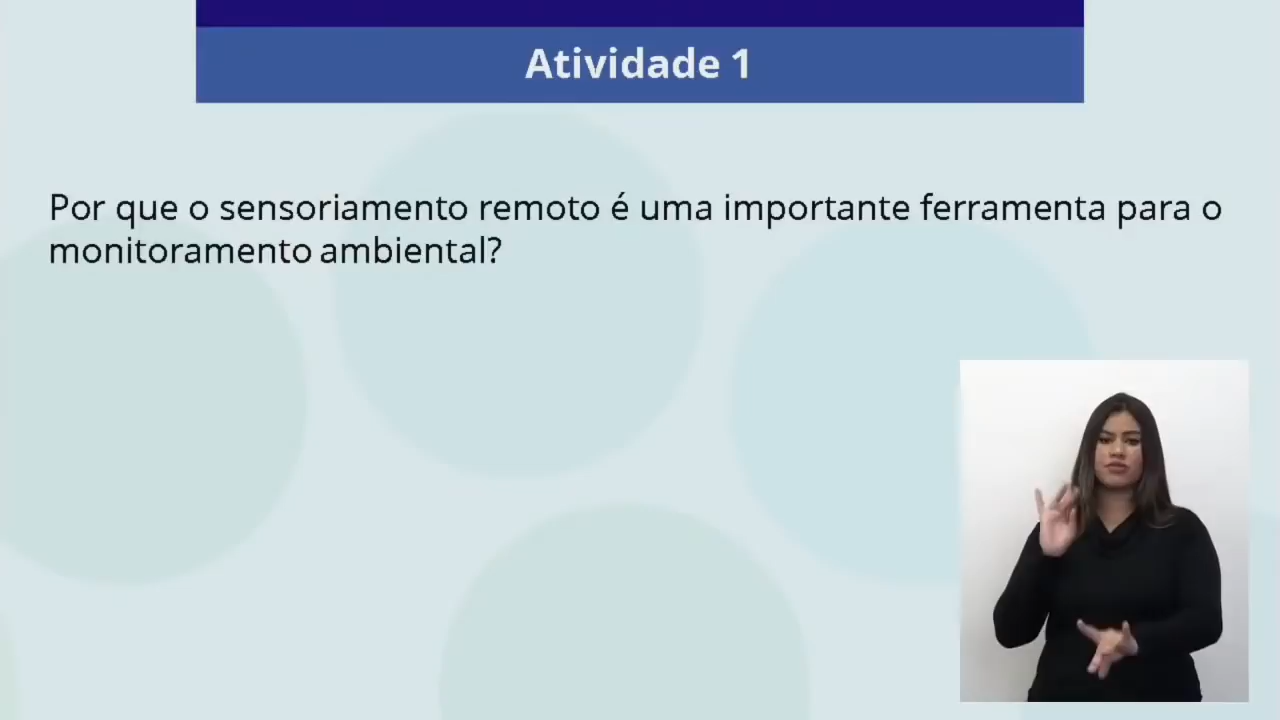 Atividade 1
Por que o sensoriamento remoto é uma importante ferramenta para o
monitoramento ambiental?